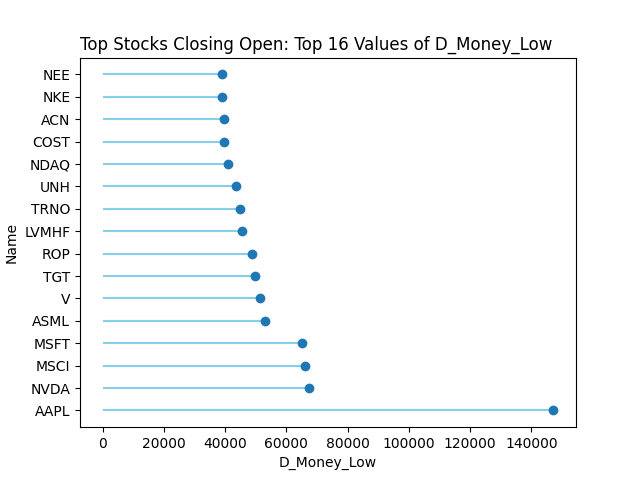 Top Stocks Closing Open: Top 16 Values of D_Money_Low
NEE
NKE
ACN
COST
NDAQ
UNH
TRNO
LVMHF
ROP
TGT
V
ASML
MSFT
MSCI
NVDA
AAPL
Name
0 20000 40000 60000 80000 100000 120000 140000
D_Money_Low